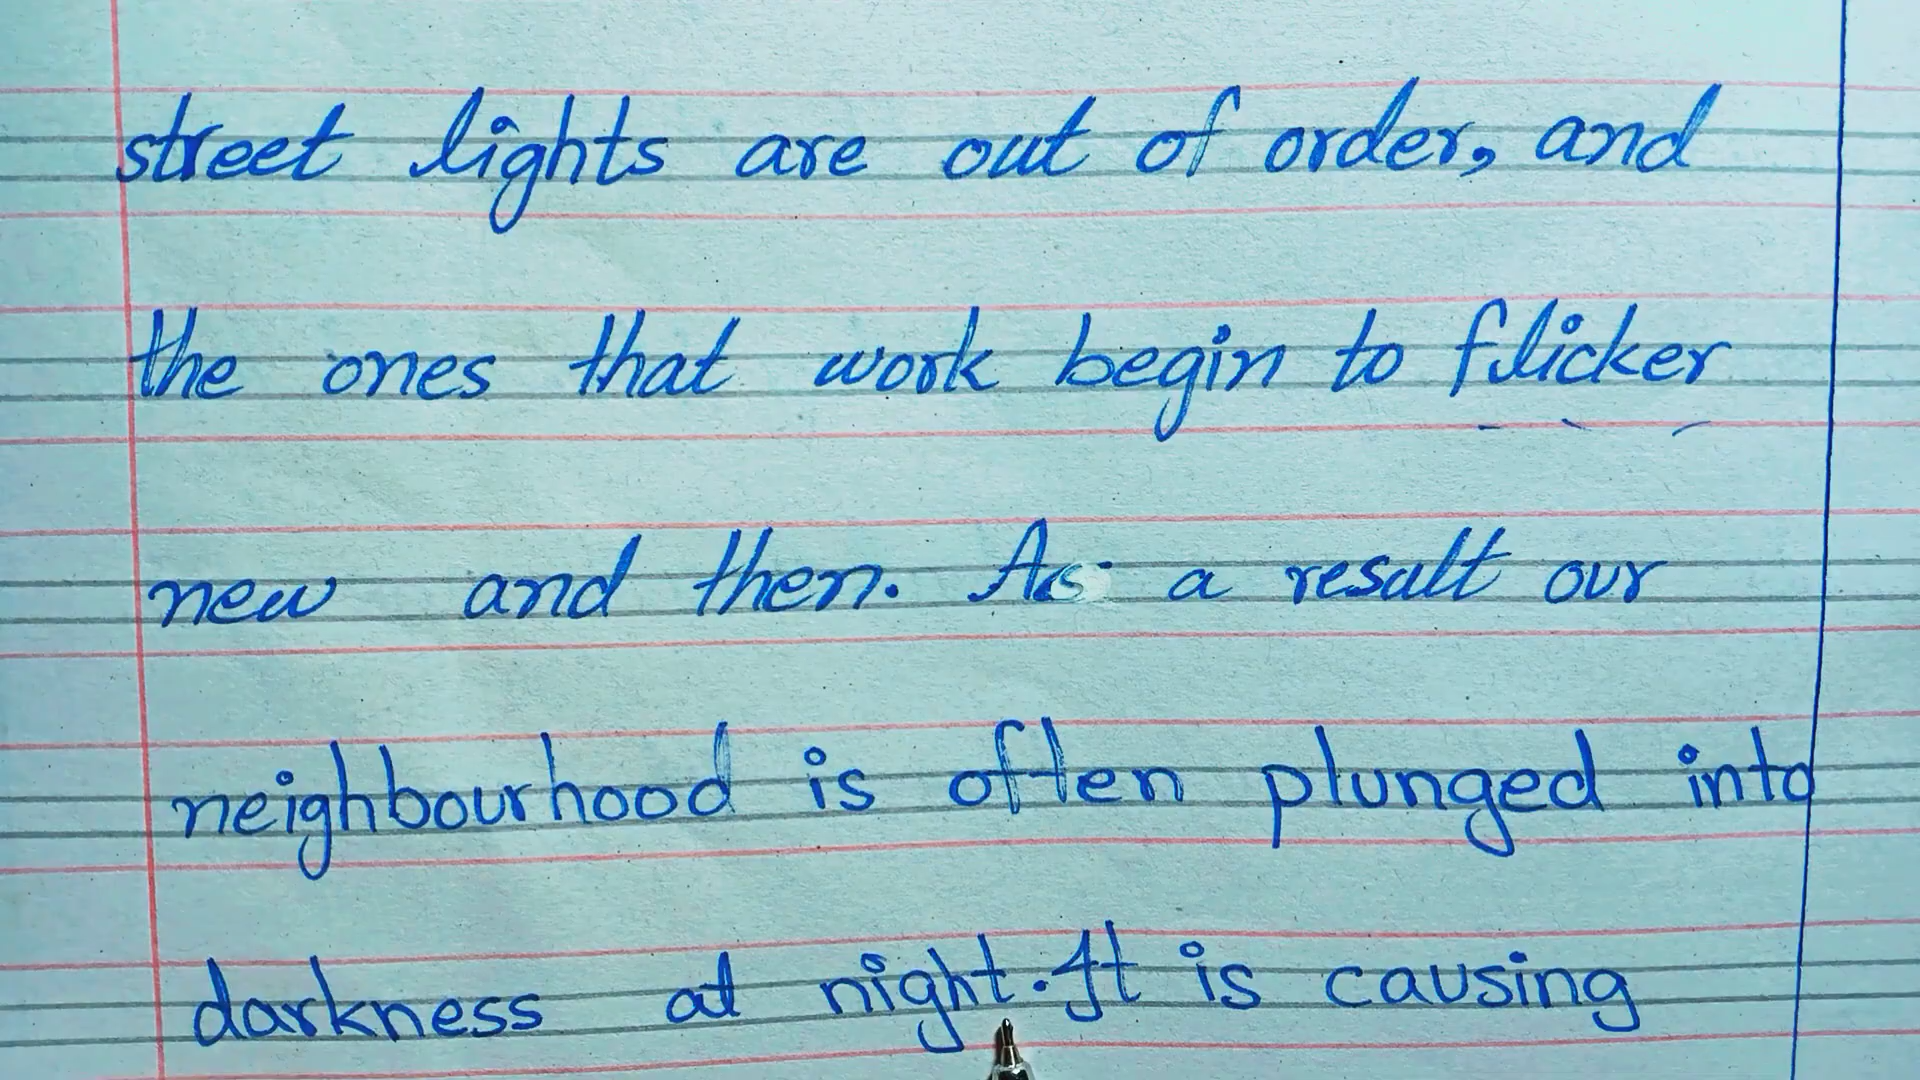 street lights are out of order, and
the ones that work begin to flicker
new and then. As a result our
neighbourhood is often plunged into
darkness at night. It is causing